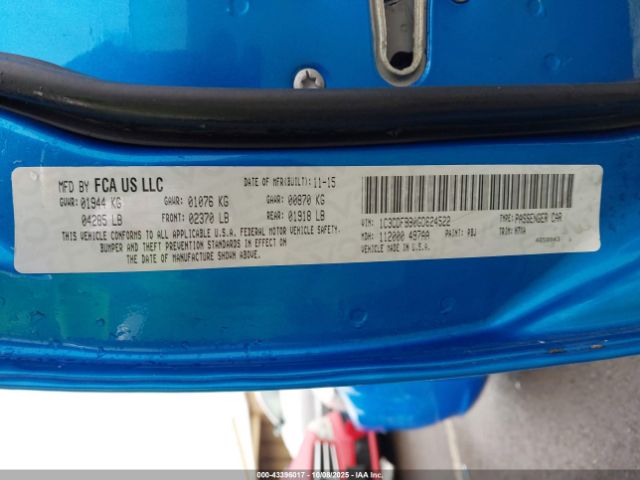 MFD BY FCA US LLC DATE OF MFR(BUILT): 11-15
GVWR: 01944 KG GAWR: 01076 KG GAWR: 00870 KG
04285 LB FRONT: 02370 LB REAR: 01918 LB
THIS VEHICLE CONFORMS TO ALL APPLICABLE U.S.A. FEDERAL MOTOR VEHICLE SAFETY,
BUMPER AND THEFT PREVENTION STANDARDS IN EFFECT ON
THE DATE OF MANUFACTURE SHOWN ABOVE.
VIN: 1C3CDFBB0GD624522 TYPE: PASSENGER CAR
MDH: 112000 497AA PAINT: PBJ TRIM:
VEHICLE MADE IN U.S.A.
000-43396017 | 10/08/2025 | IAA Inc.